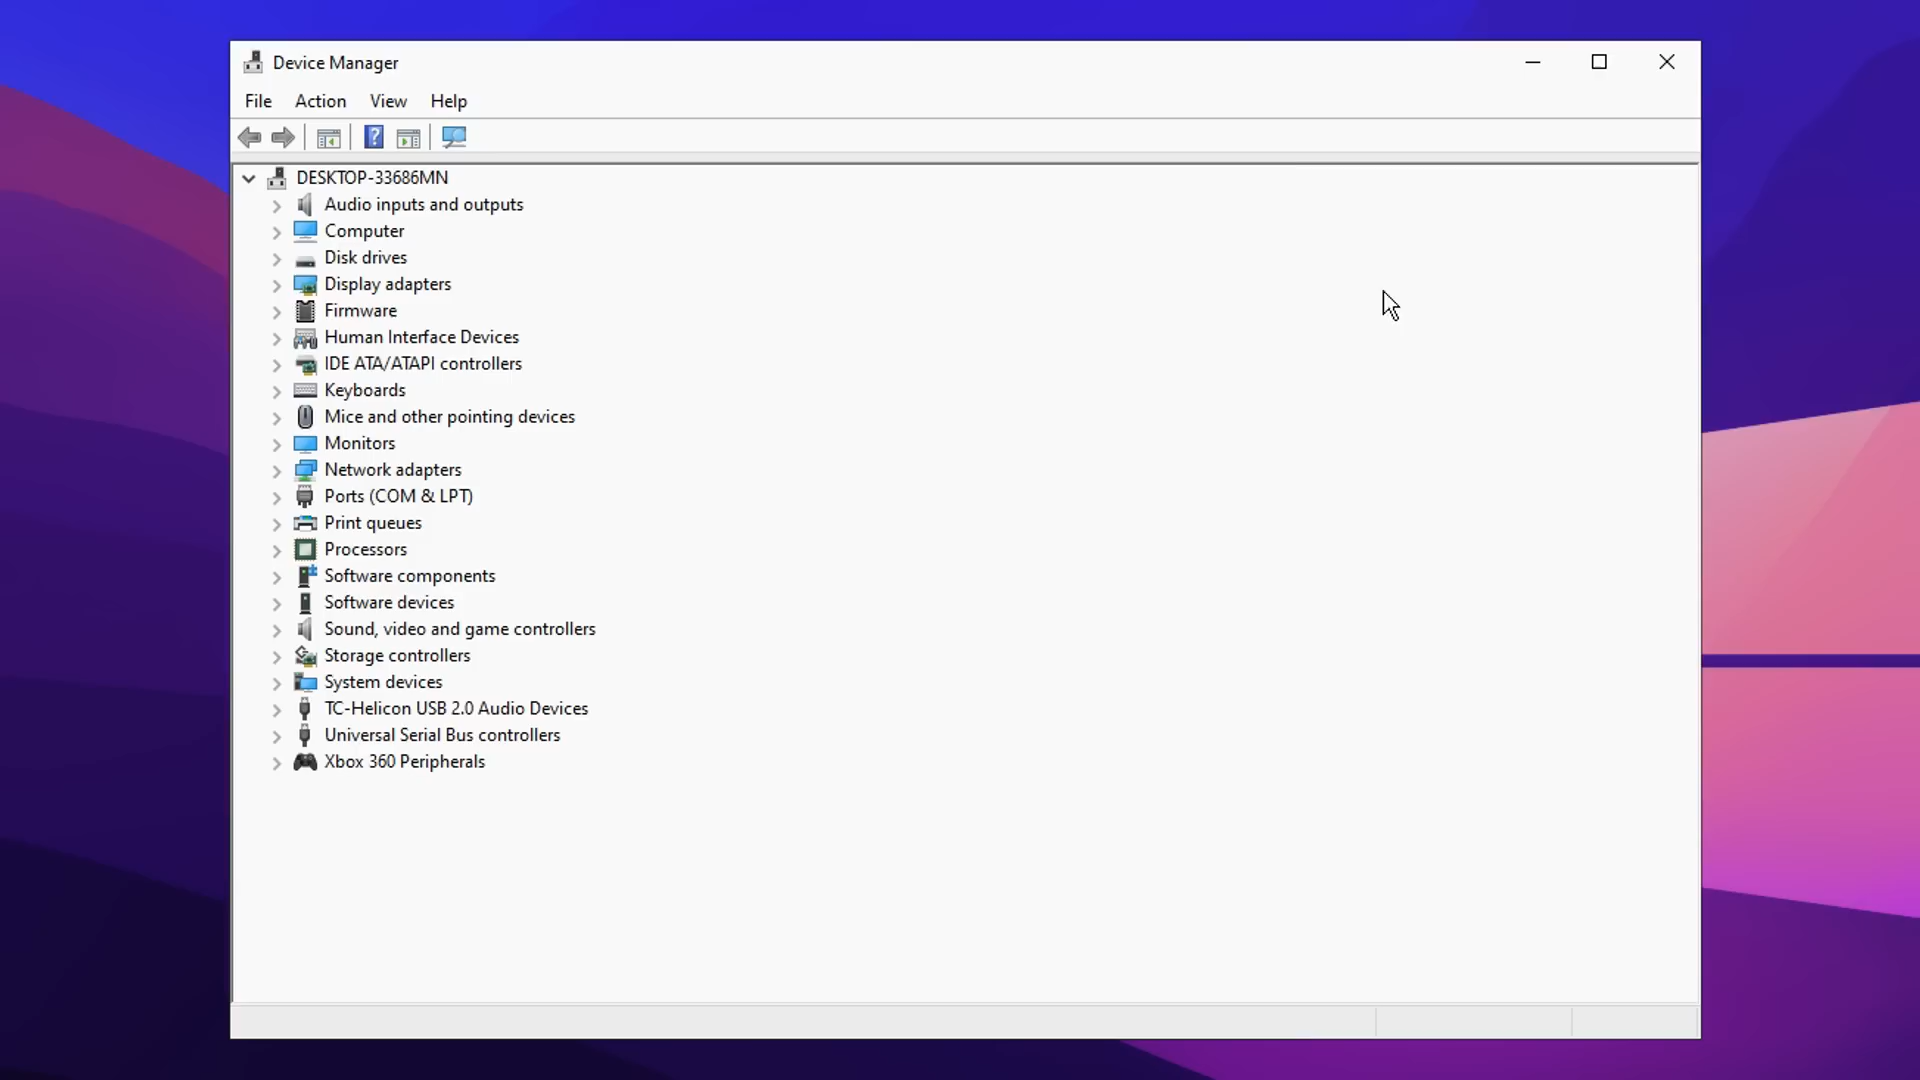 Device Manager
File Action View Help
?
DESKTOP-33686MN
Audio inputs and outputs
Computer
Disk drives
Display adapters
Firmware
Human Interface Devices
IDE ATA/ATAPI controllers
Keyboards
Mice and other pointing devices
Monitors
Network adapters
Ports (COM & LPT)
Print queues
Processors
Software components
Software devices
Sound, video and game controllers
Storage controllers
System devices
TC-Helicon USB 2.0 Audio Devices
Universal Serial Bus controllers
Xbox 360 Peripherals